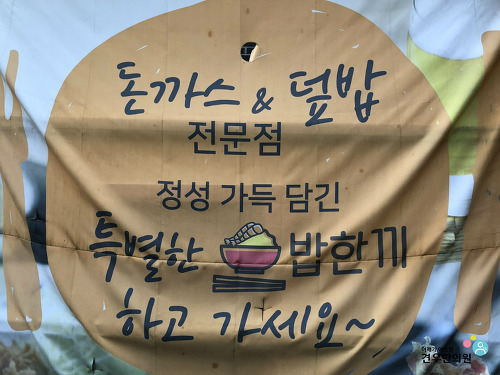 돈까스 & 덮밥
전문점
정성 가득 담긴
특별한 밥한끼
하고 가세요~